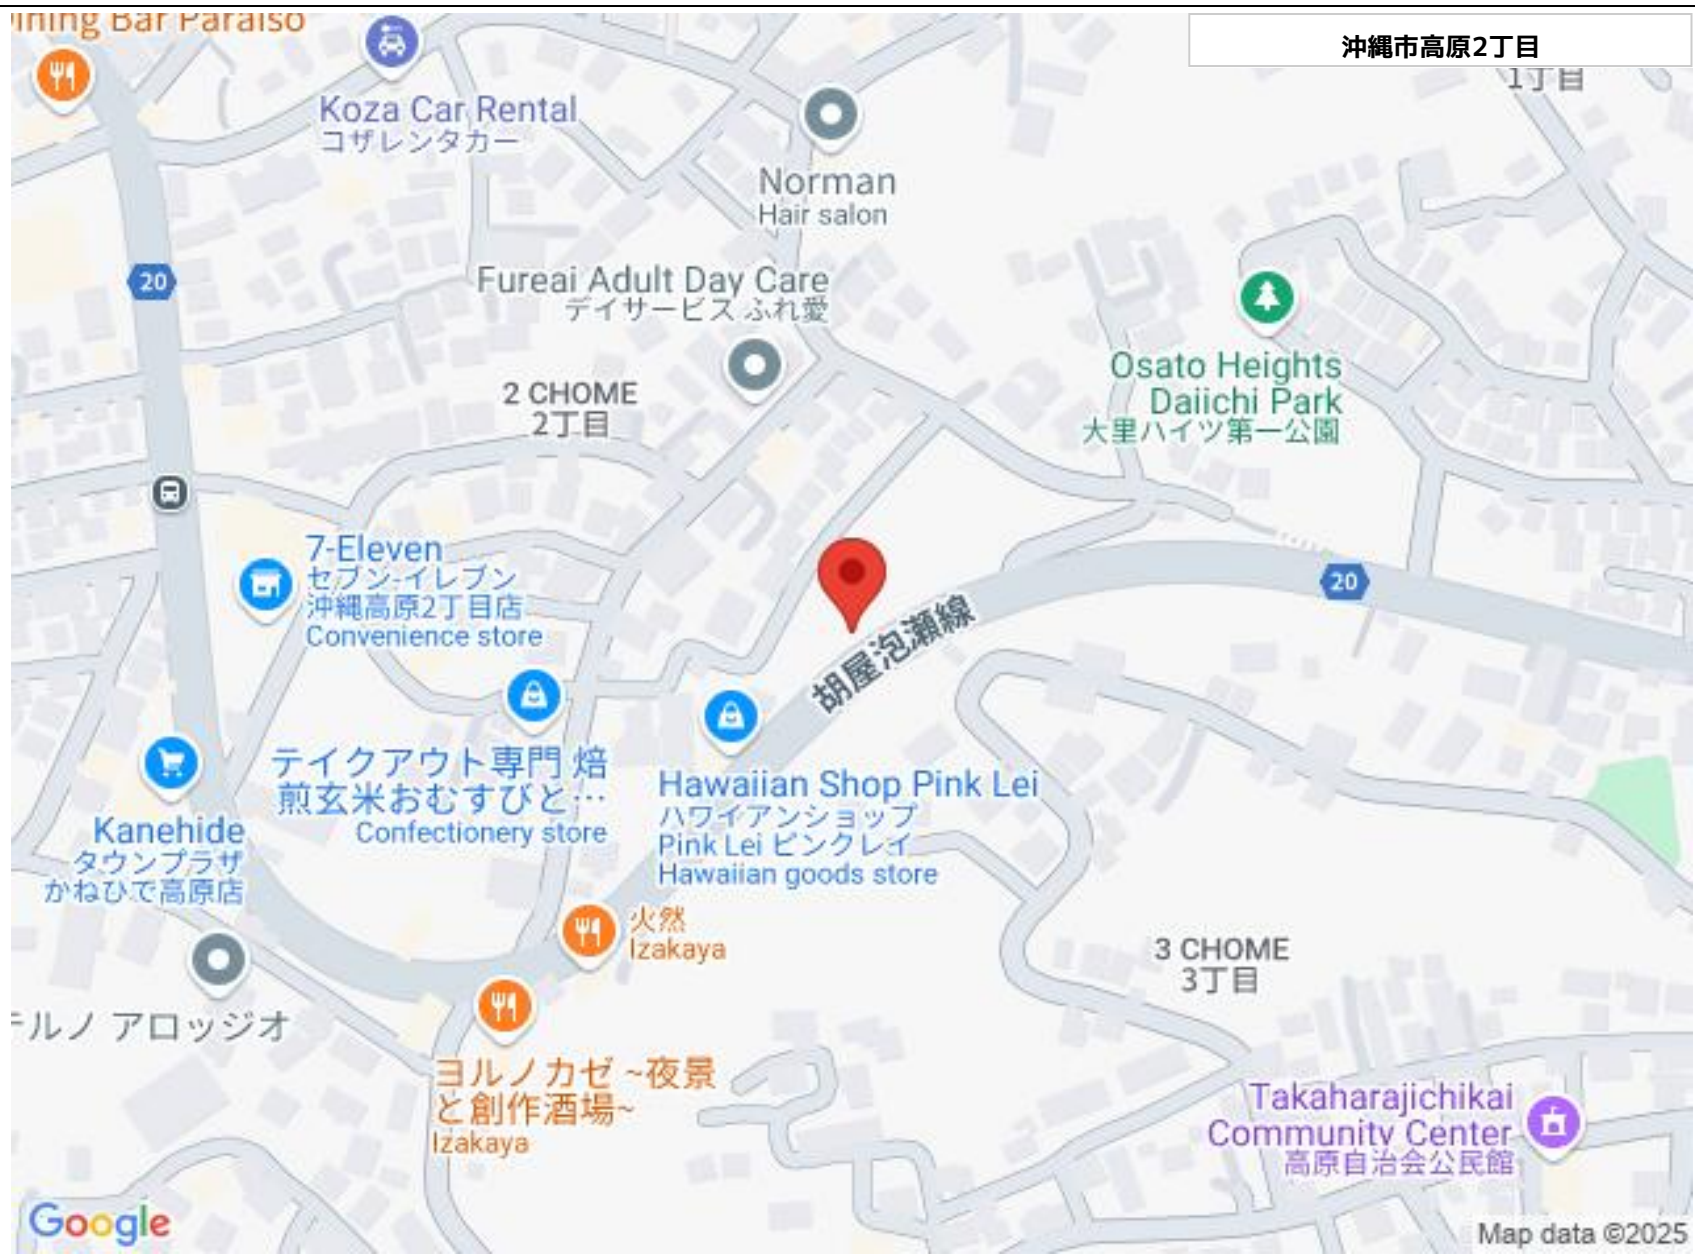 ining Bar Paraiso
沖縄市高原2丁目
1丁目
Koza Car Rental
コザレンタカー
Norman
Hair salon
20
Fureai Adult Day Care
デイサービス ふれ愛
2 CHOME
2丁目
Osato Heights
Daiichi Park
大里ハイツ第一公園
7-Eleven
セブン-イレブン
沖縄高原2丁目店
Convenience store
20
胡屋泡瀬線
テイクアウト専門 焙
煎玄米おむすびと…
Confectionery store
Hawaiian Shop Pink Lei
ハワイアンショップ
Pink Lei ピンクレイ
Hawaiian goods store
Kanehide
タウンプラザ
かねひで高原店
火然
Izakaya
3 CHOME
3丁目
テルノ アロッジオ
ヨルノカゼ ~夜景
と創作酒場~
Izakaya
Takaharajichikai
Community Center
高原自治会公民館
Google
Map data ©2025